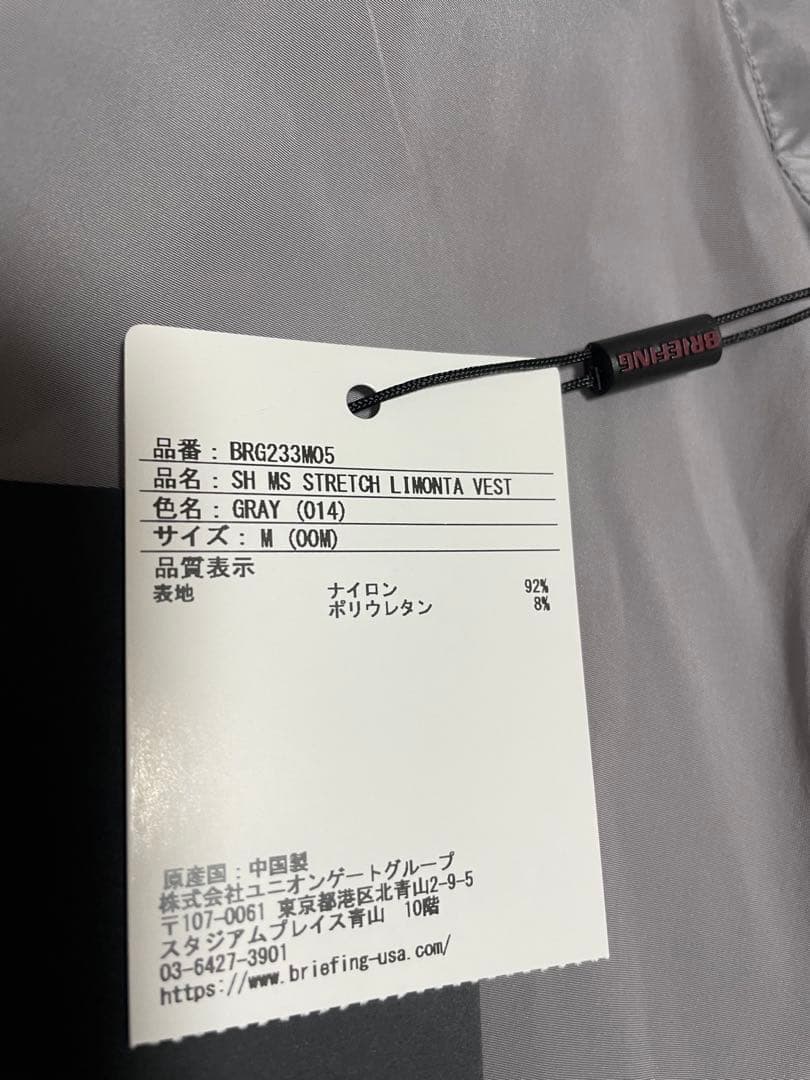 BRIEFING
品番 : BRG233M05
品名 : SH MS STRETCH LIMONTA VEST
色名 : GRAY (014)
サイズ : M (00M)
品質表示
表地 ナイロン 92%
ポリウレタン 8%
原産国 : 中国製
株式会社ユニオンゲートグループ
〒107-0061 東京都港区北青山2-9-5
スタジアムプレイス青山 10階
03-6427-3901
https://www.briefing-usa.com/